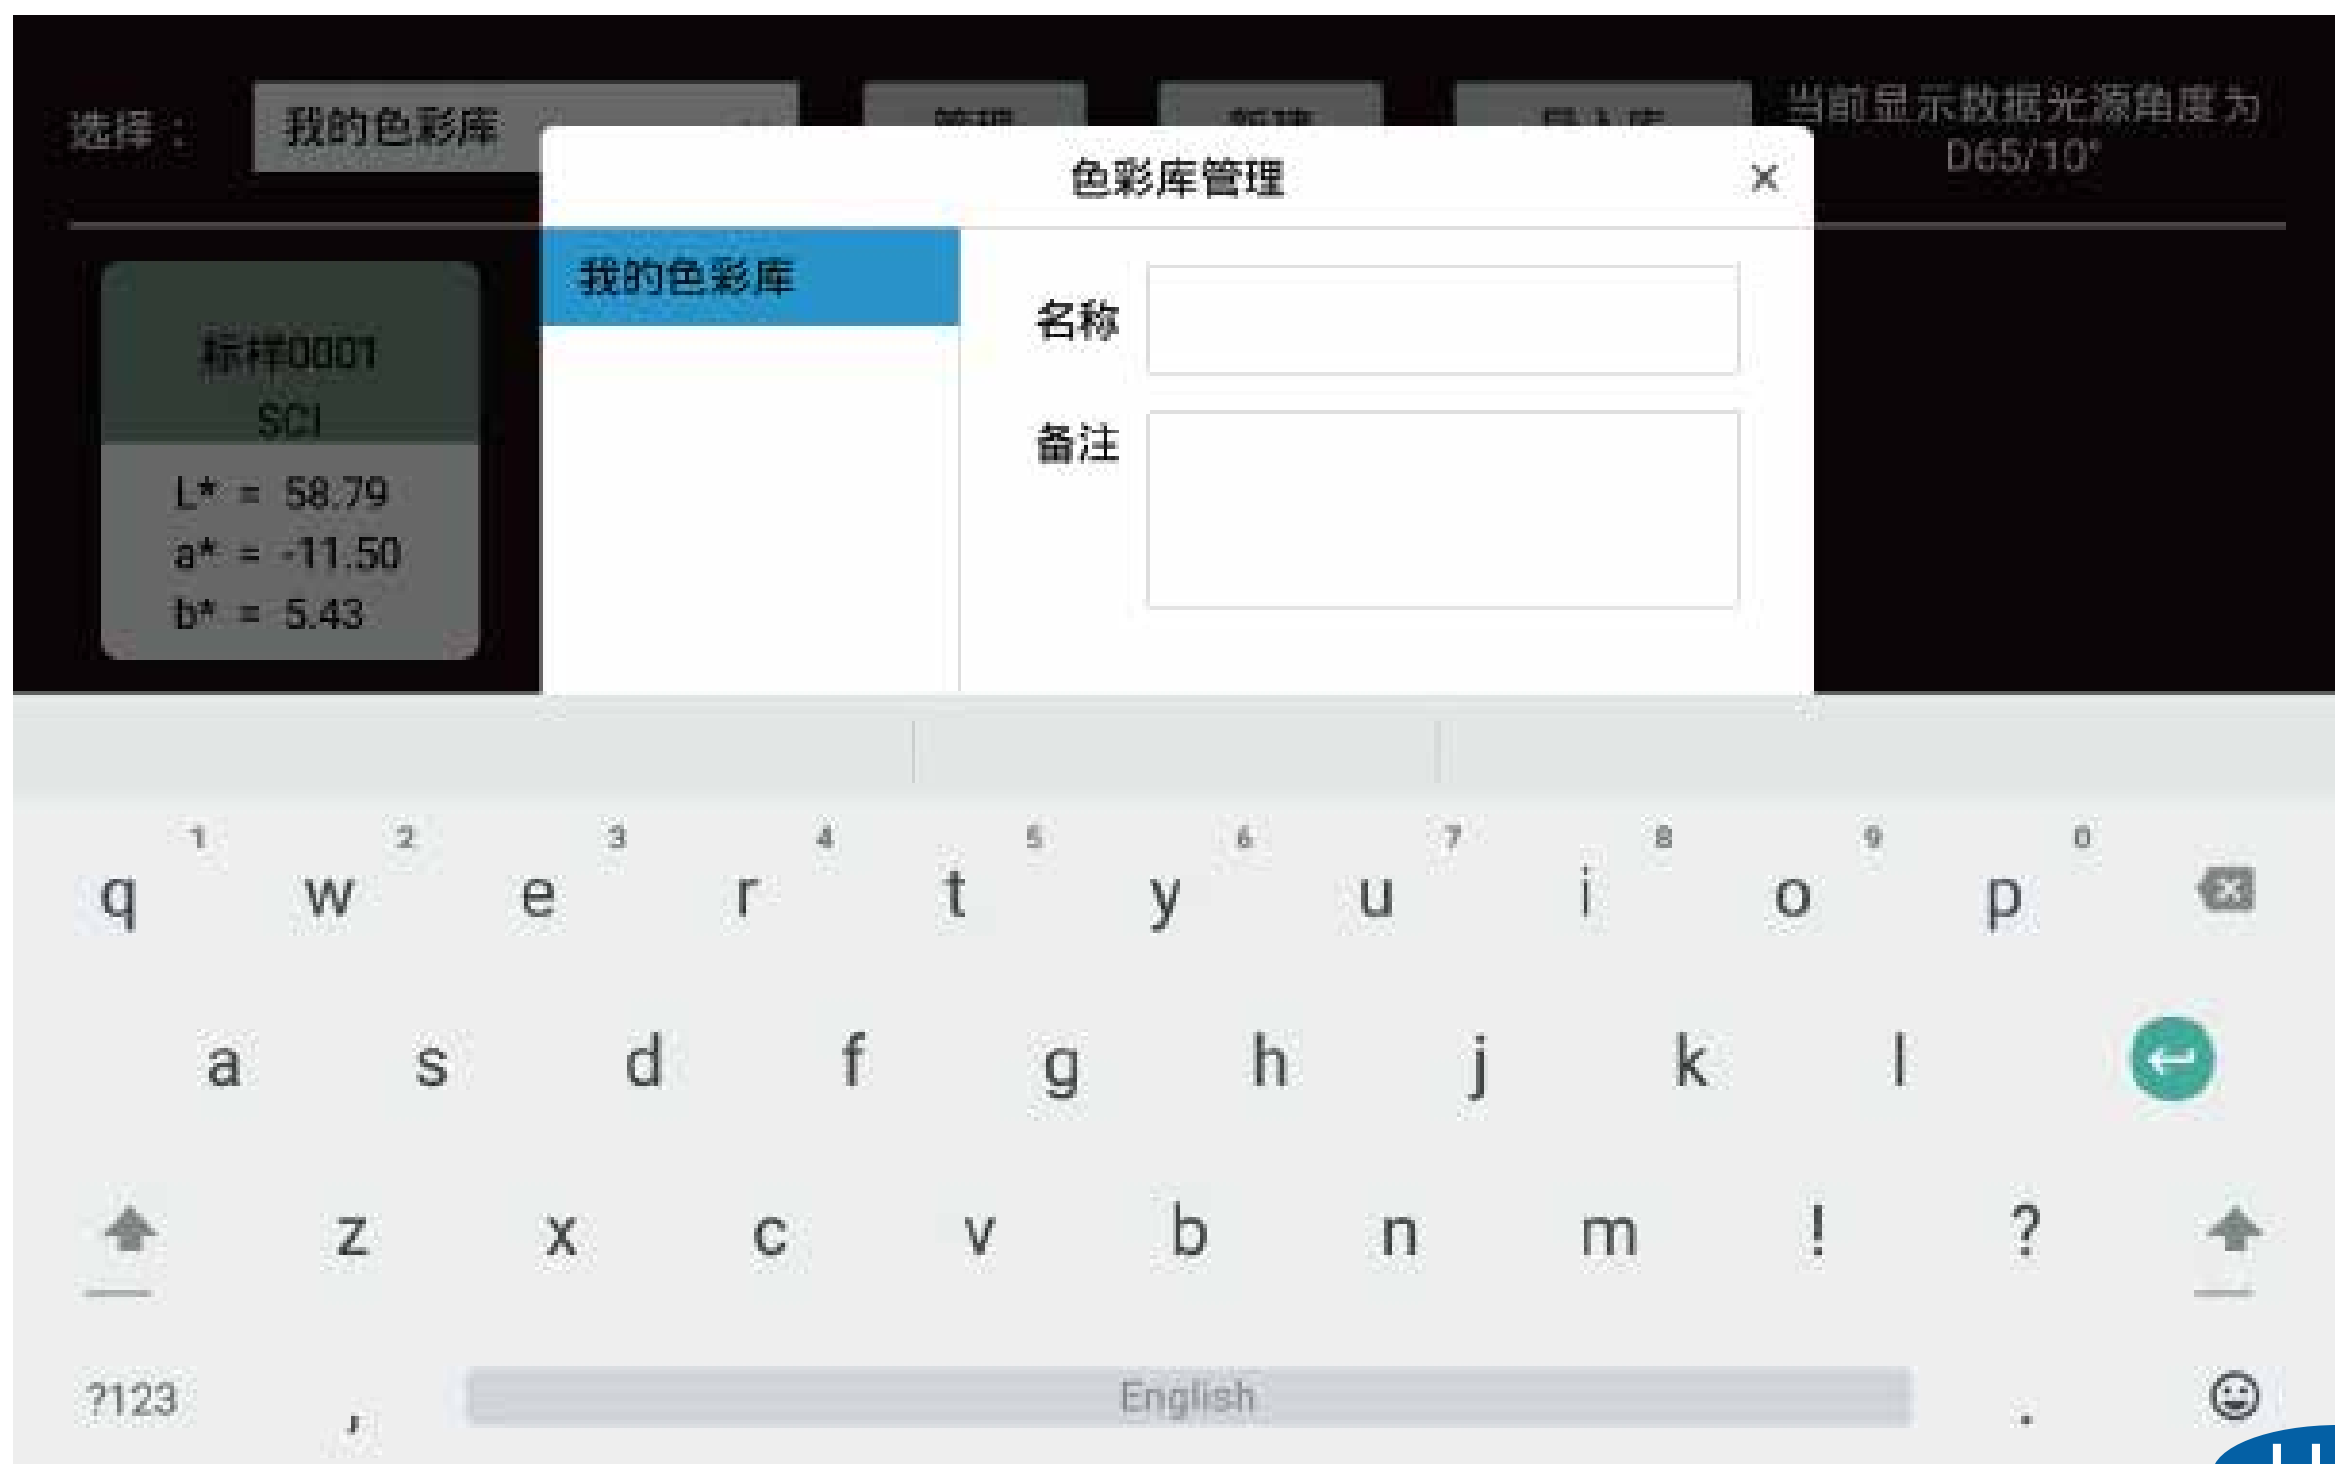 选择：
我的色彩库
当前显示数据光源角度为
D65/10°
色彩库管理
×
我的色彩库
名称
备注
标样0001
SCI
L* = 58.79
a* = -11.50
b* = 5.43
1 2 3 4 5 6 7 8 9 0
q w e r t y u i o p
a s d f g h j k l
z x c v b n m ! ?
?123 , English .